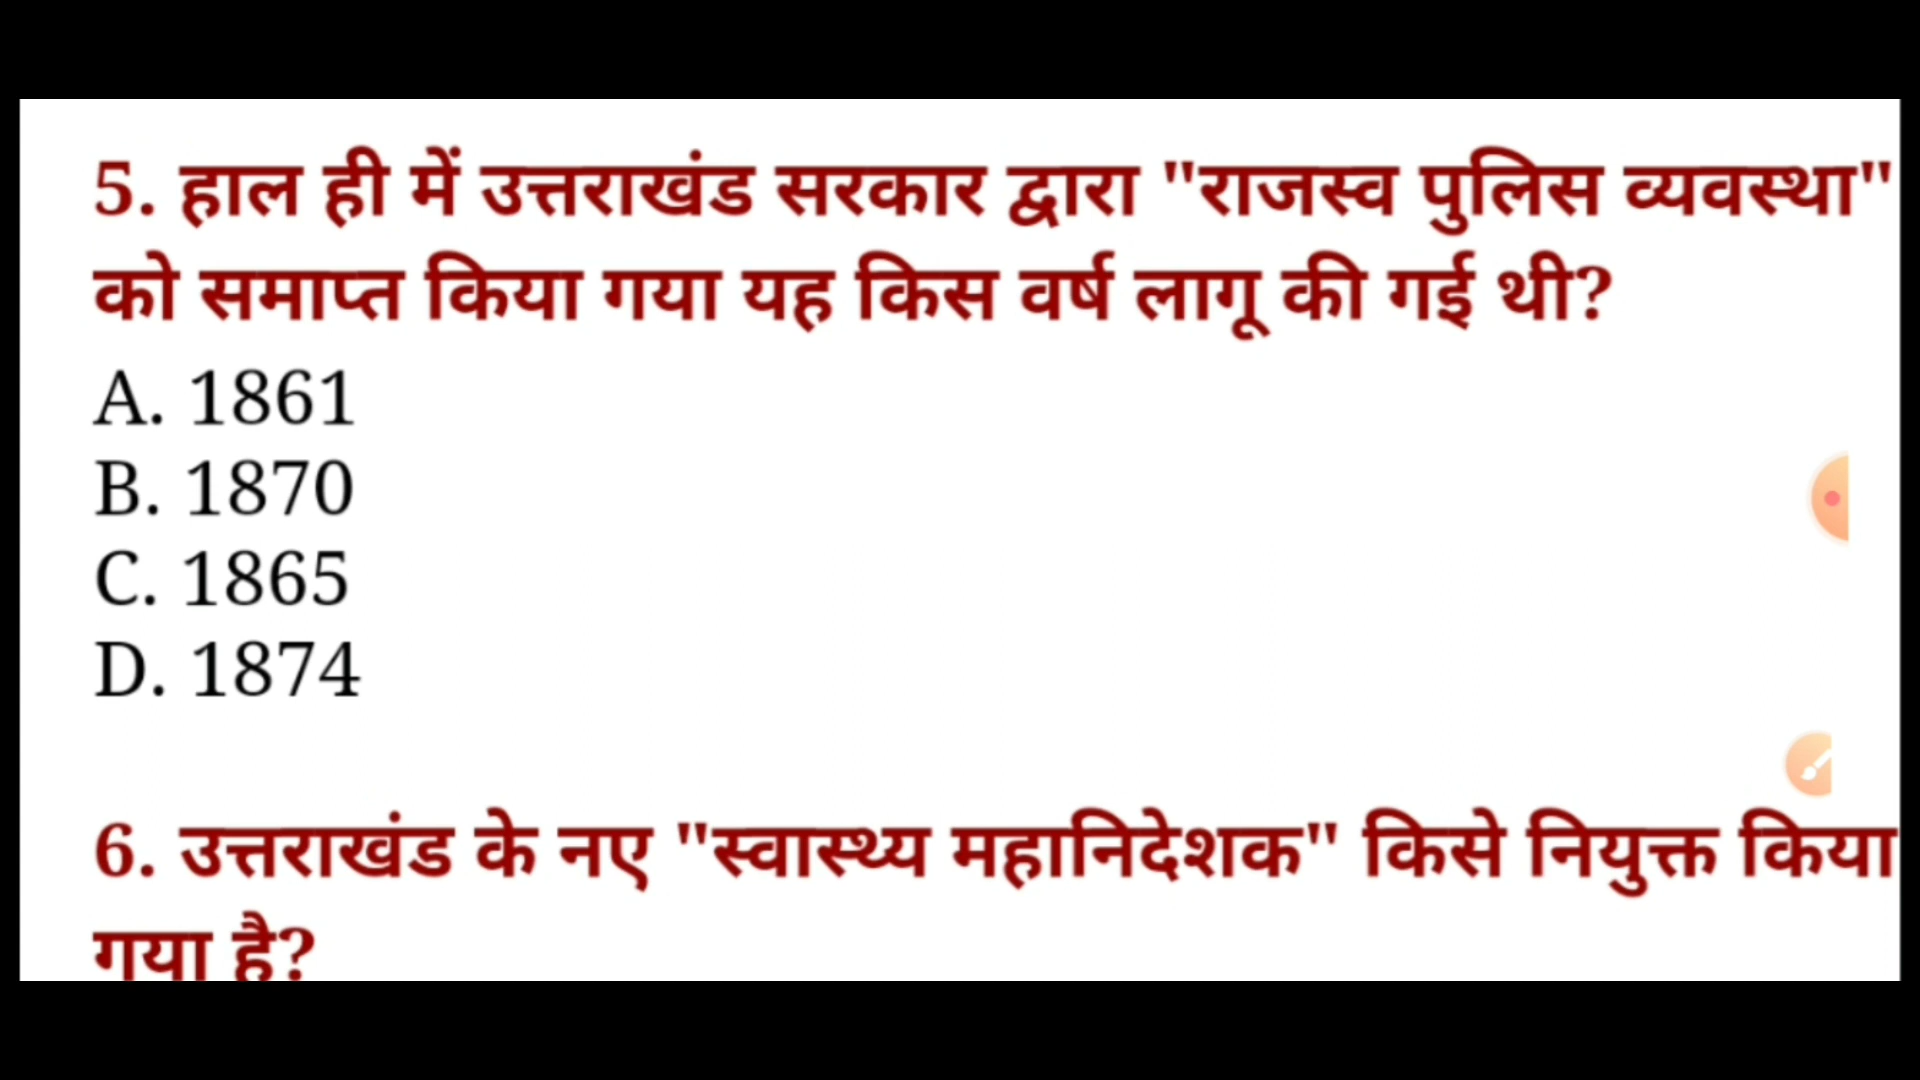 5. हाल ही में उत्तराखंड सरकार द्वारा "राजस्व पुलिस व्यवस्था"
को समाप्त किया गया यह किस वर्ष लागू की गई थी?
A. 1861
B. 1870
C. 1865
D. 1874
6. उत्तराखंड के नए "स्वास्थ्य महानिदेशक" किसे नियुक्त किया
गया है?